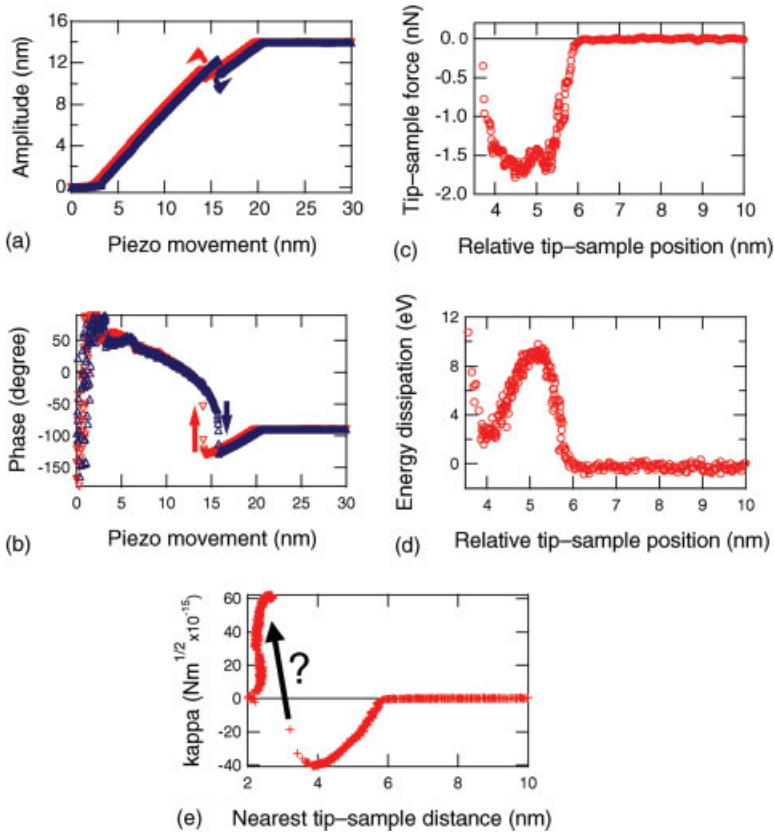 16
12
8
4
0
Amplitude (nm)
0 5 10 15 20 25 30
(a) Piezo movement (nm)
0.0
-0.5
-1.0
-1.5
-2.0
Tip–sample force (nN)
4 5 6 7 8 9 10
(c) Relative tip–sample position (nm)
50
0
-50
-100
-150
Phase (degree)
0 5 10 15 20 25 30
(b) Piezo movement (nm)
12
8
4
0
Energy dissipation (eV)
4 5 6 7 8 9 10
(d) Relative tip–sample position (nm)
60
40
20
0
-20
-40
kappa (Nm1/2 x10-15)
?
2 4 6 8 10
(e) Nearest tip–sample distance (nm)